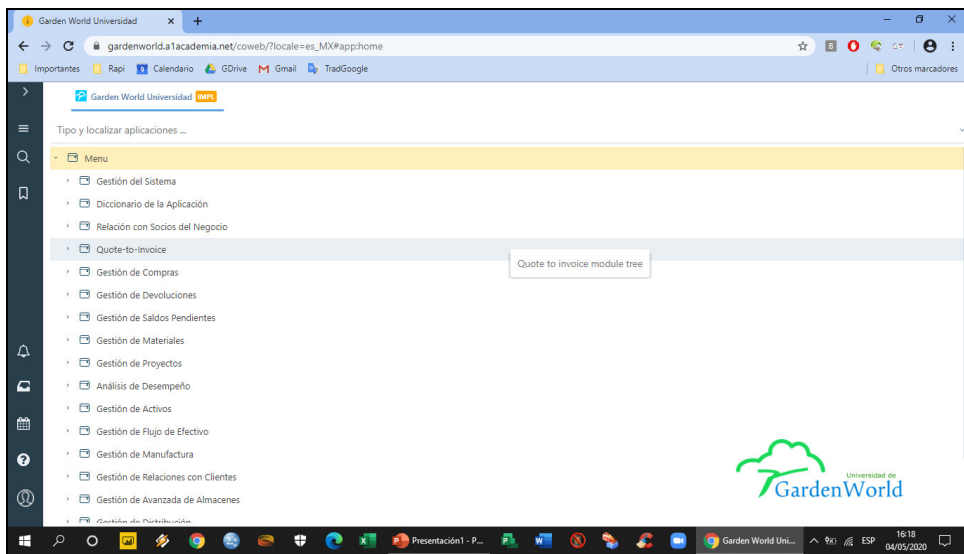 Garden World Universidad
gardenworld.a1academia.net/coweb/?locale=es_MX#app:home
Importantes Rapi 9 Calendario GDrive Gmail TradGoogle Otros marcadores
Garden World Universidad IMPL
Tipo y localizar aplicaciones ...
Menu
Gestión del Sistema
Diccionario de la Aplicación
Relación con Socios del Negocio
Quote-to-Invoice
Quote to invoice module tree
Gestión de Compras
Gestión de Devoluciones
Gestión de Saldos Pendientes
Gestión de Materiales
Gestión de Proyectos
Análisis de Desempeño
Gestión de Activos
Gestión de Flujo de Efectivo
Gestión de Manufactura
Gestión de Relaciones con Clientes
Gestión de Avanzada de Almacenes
Gestión de Distribución
Universidad de
GardenWorld
Presentación1 - P...
Garden World Uni...
ESP
16:18
04/05/2020